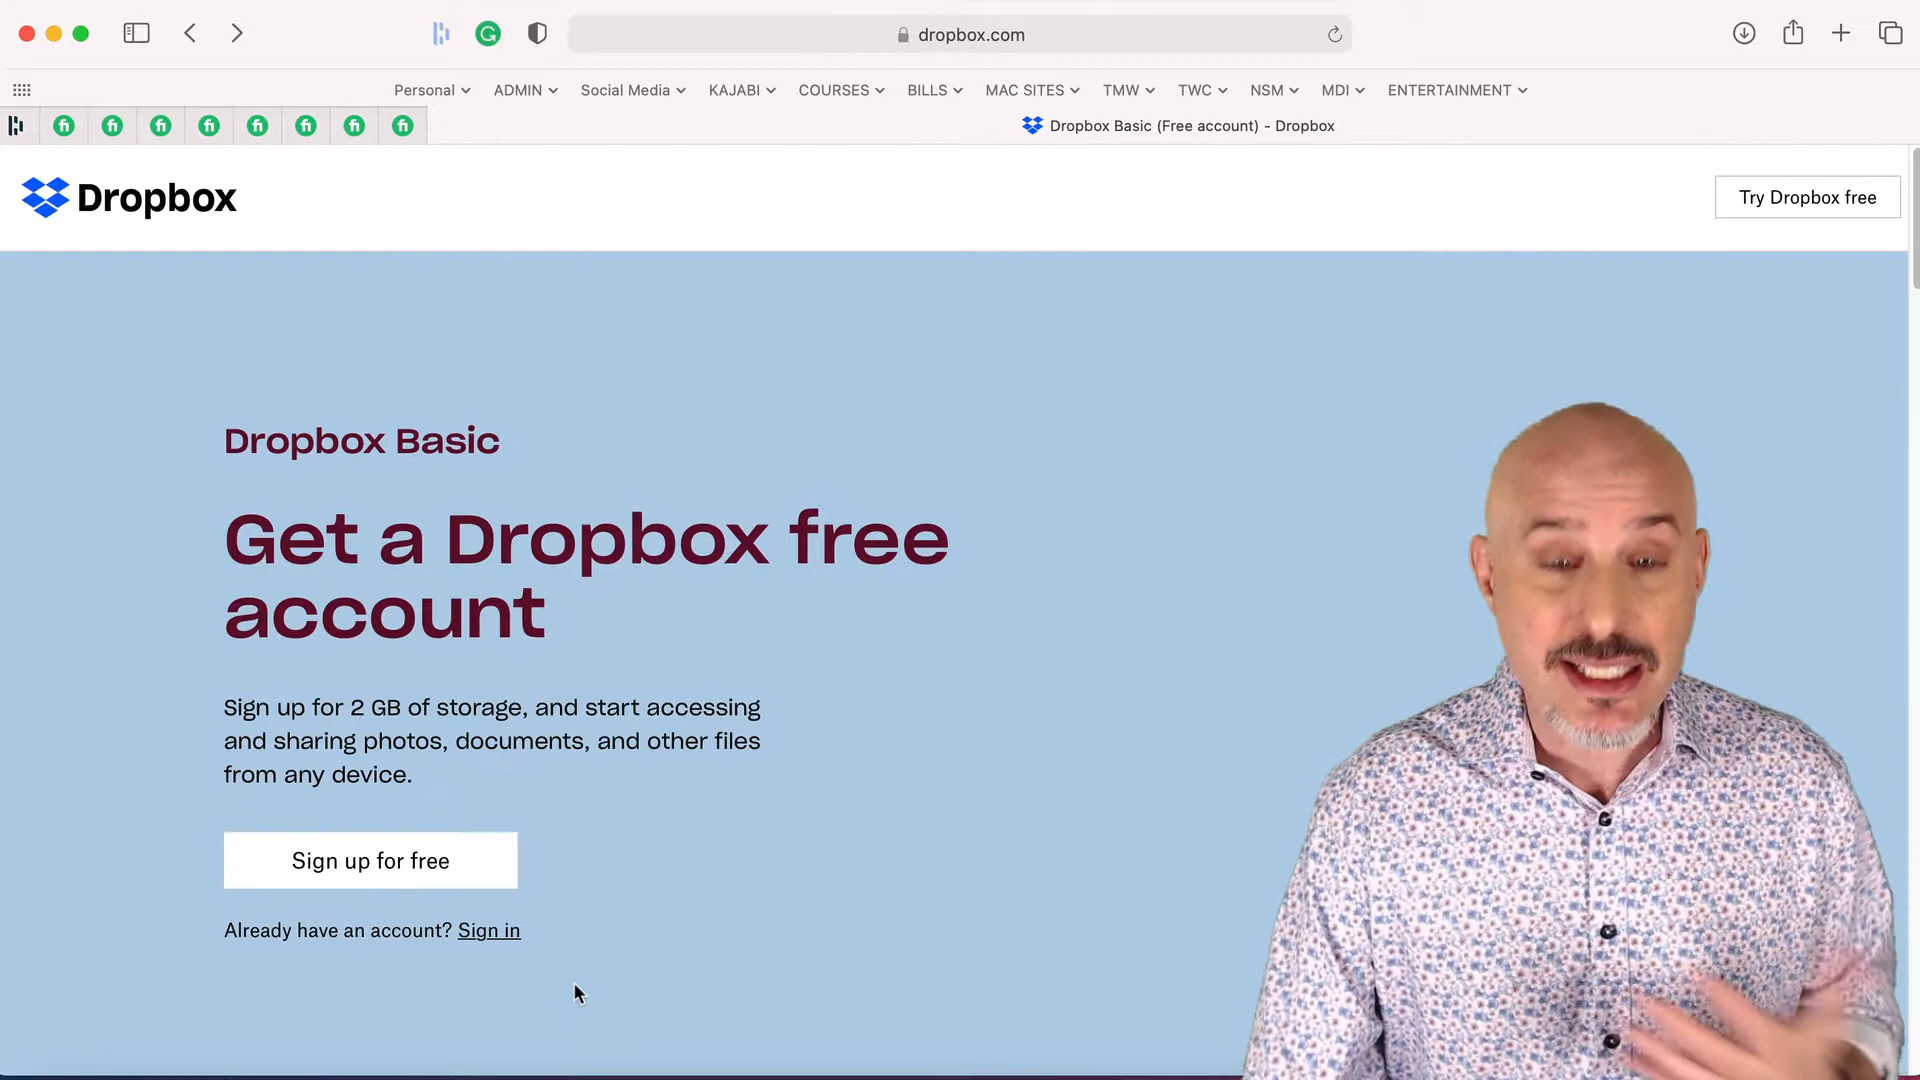 dropbox.com
Personal ADMIN Social Media KAJABI COURSES BILLS MAC SITES TMW TWC NSM MDI ENTERTAINMENT
Dropbox Basic (Free account) - Dropbox
Dropbox
Try Dropbox free
Dropbox Basic
Get a Dropbox free
account
Sign up for 2 GB of storage, and start accessing
and sharing photos, documents, and other files
from any device.
Sign up for free
Already have an account? Sign in